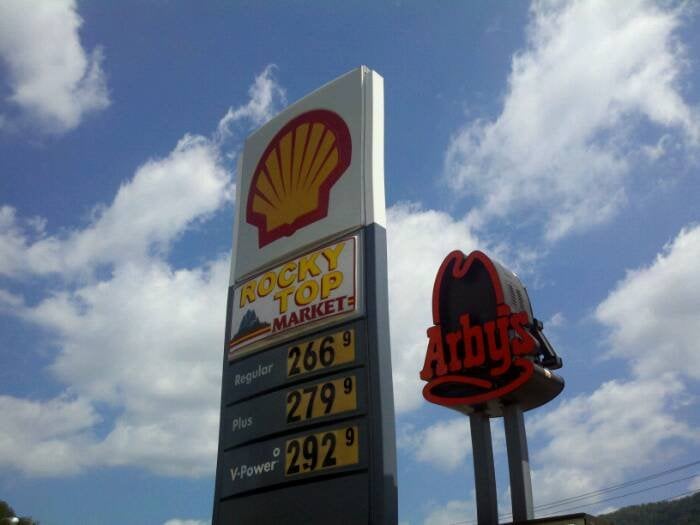 ROCKY
TOP
MARKET
Regular 266 9
Plus 279 9
V-Power 292 9
Arby's